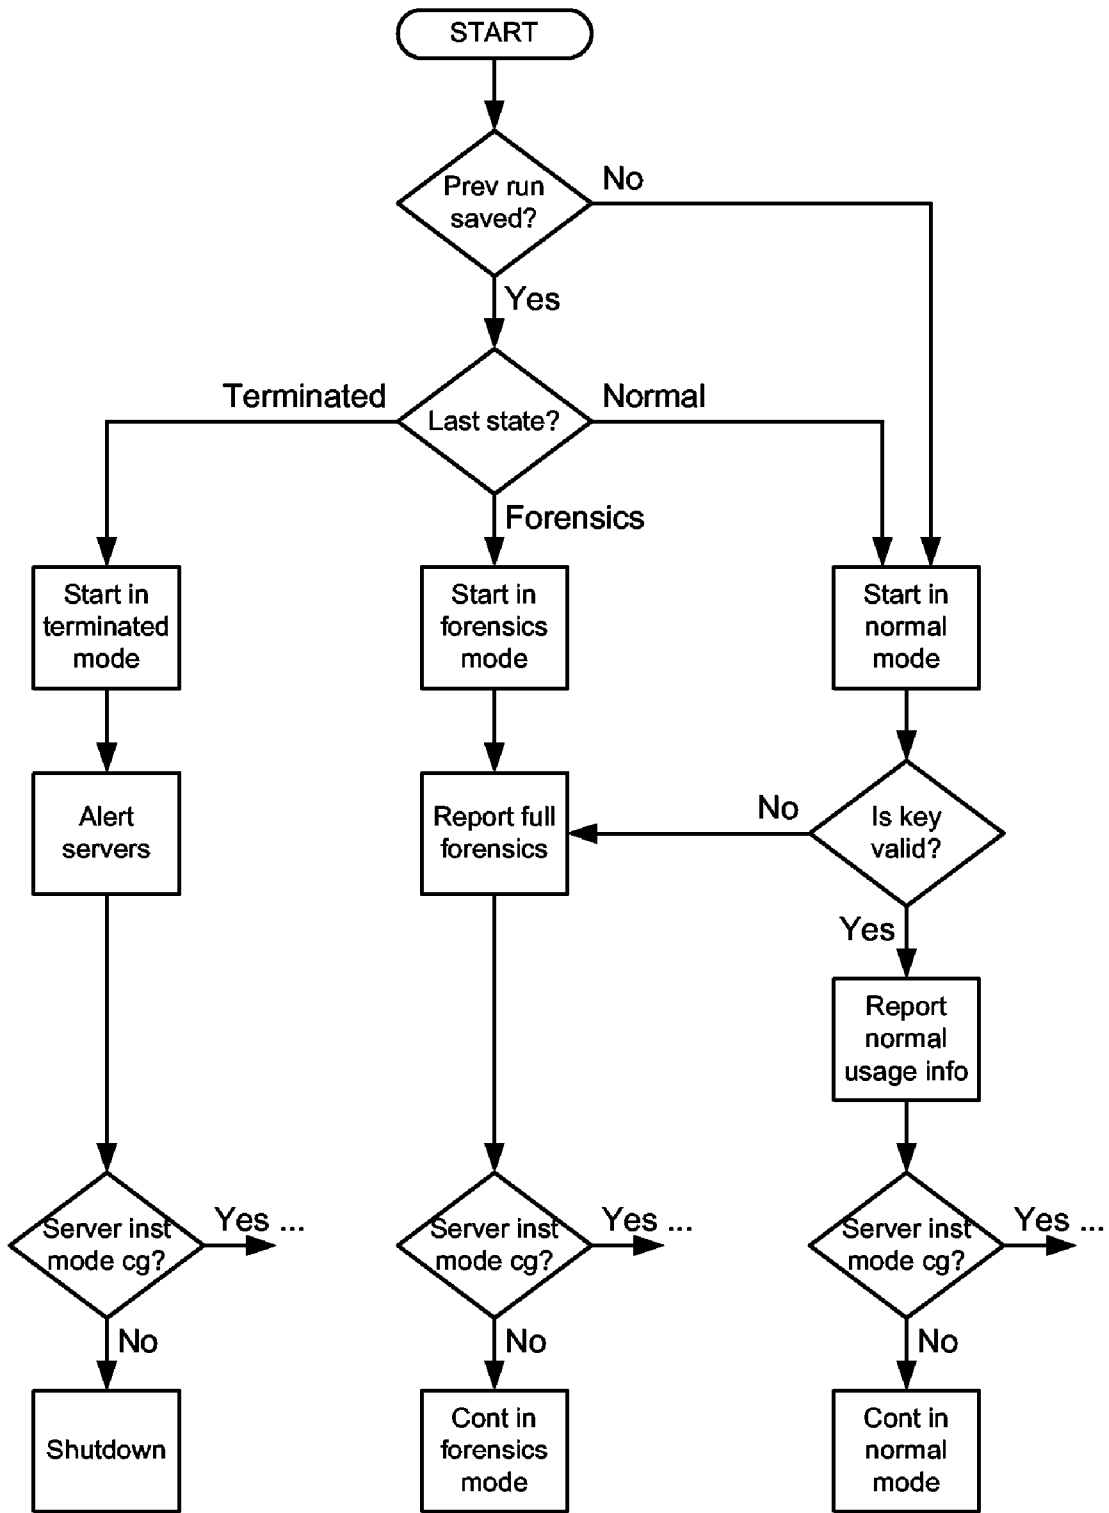 START
Prev run
saved?
No
Yes
Last state?
Terminated
Normal
Forensics
Start in
terminated
mode
Start in
forensics
mode
Start in
normal
mode
Alert
servers
Report full
forensics
No
Is key
valid?
Yes
Report
normal
usage info
Server inst
mode cg?
Yes ...
Server inst
mode cg?
Yes ...
Server inst
mode cg?
Yes ...
No
No
No
Shutdown
Cont in
forensics
mode
Cont in
normal
mode